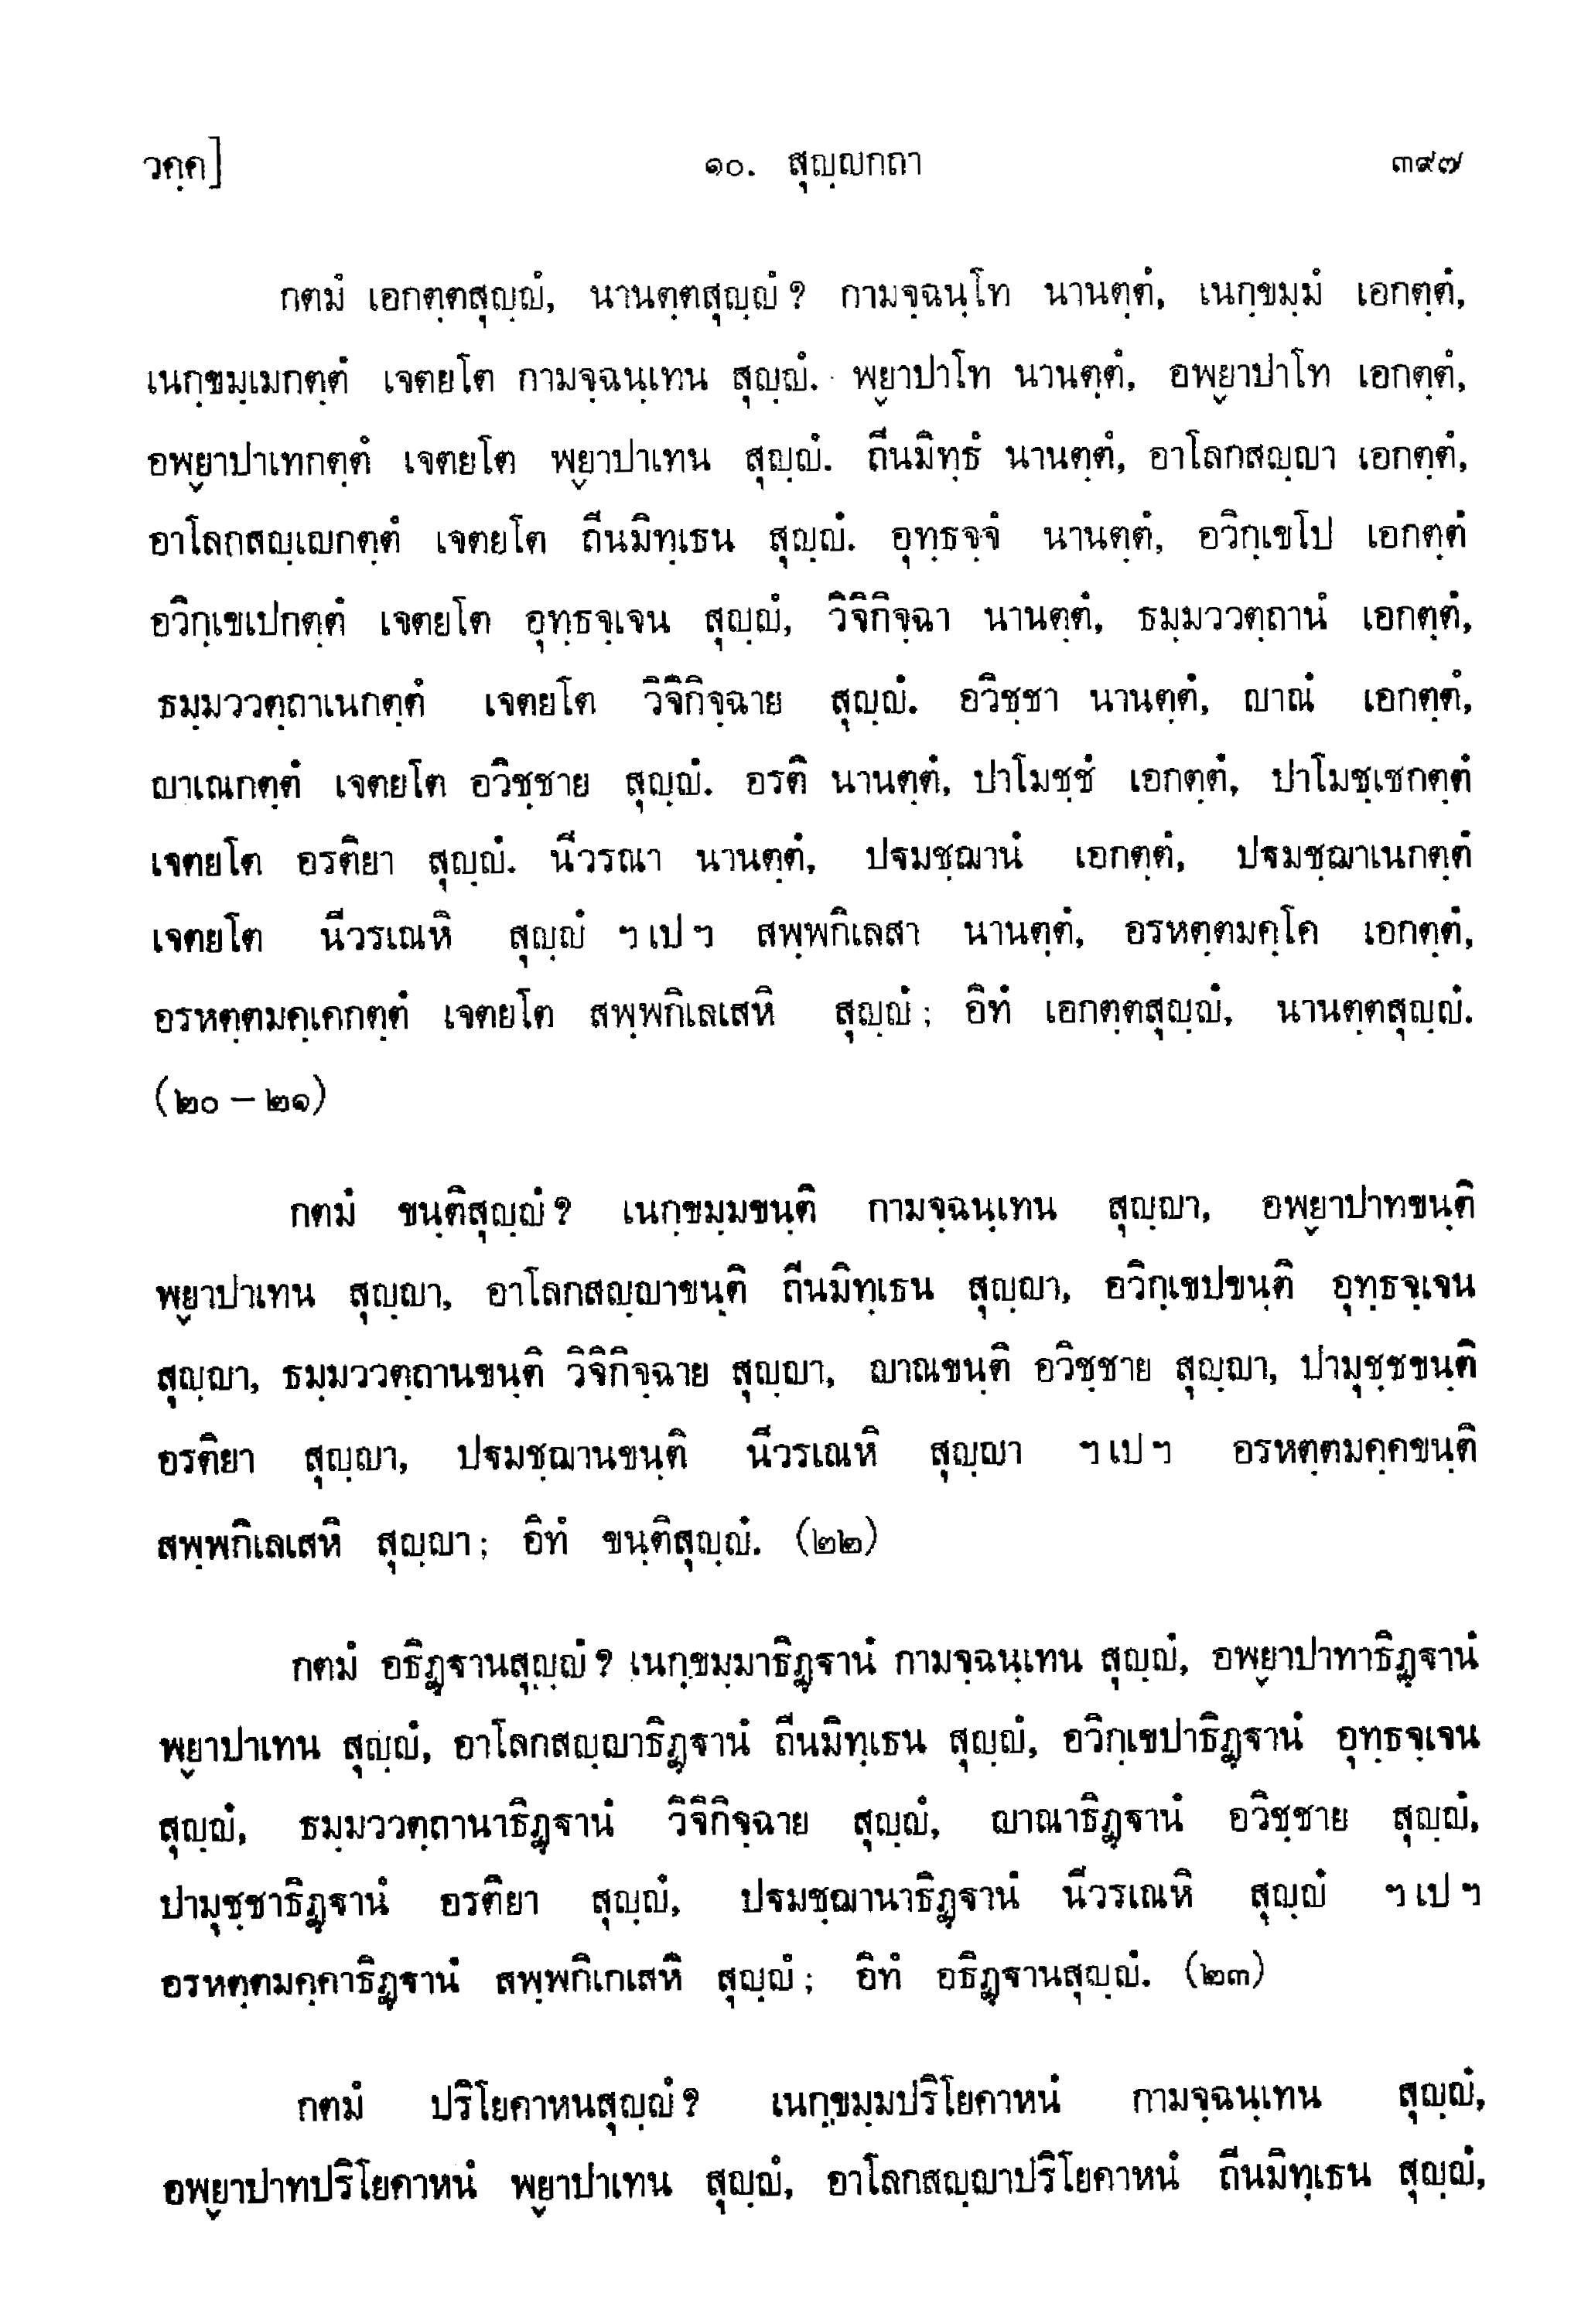 วคฺค]
๑๐. สุญฺญกถา
๓๙๗
กตมํ เอกตฺตสุญฺญํ, นานตฺตสุญฺญํ? กามจฺฉนฺโท นานตฺตํ, เนกฺขมฺมํ เอกตฺตํ,
เนกฺขมฺเมกตฺตํ เจตยโต กามจฺฉนฺเทน สุญฺญํ. พฺยาปาโท นานตฺตํ, อพฺยาปาโท เอกตฺตํ,
อพฺยาปาเทกตฺตํ เจตยโต พฺยาปาเทน สุญฺญํ. ถีนมิทฺธํ นานตฺตํ, อาโลกสญฺญา เอกตฺตํ,
อาโลกสญฺเญกตฺตํ เจตยโต ถีนมิทฺเธน สุญฺญํ. อุทฺธจฺจํ นานตฺตํ, อวิกฺเขโป เอกตฺตํ
อวิกฺเขเปกตฺตํ เจตยโต อุทฺธจฺเจน สุญฺญํ, วิจิกิจฺฉา นานตฺตํ, ธมฺมววตฺถานํ เอกตฺตํ,
ธมฺมววตฺถาเนกตฺตํ เจตยโต วิจิกิจฺฉาย สุญฺญํ. อวิชฺชา นานตฺตํ, ญาณํ เอกตฺตํ,
ญาเณกตฺตํ เจตยโต อวิชฺชาย สุญฺญํ. อรติ นานตฺตํ, ปาโมชฺชํ เอกตฺตํ, ปาโมชฺเชกตฺตํ
เจตยโต อรติยา สุญฺญํ. นีวรณา นานตฺตํ, ปฐมชฺฌานํ เอกตฺตํ, ปฐมชฺฌาเนกตฺตํ
เจตยโต นีวรเณหิ สุญฺญํ ฯ เป ฯ สพฺพกิเลสา นานตฺตํ, อรหตฺตมคฺโค เอกตฺตํ,
อรหตฺตมคฺเคกตฺตํ เจตยโต สพฺพกิเลเสหิ สุญฺญํ; อิทํ เอกตฺตสุญฺญํ, นานตฺตสุญฺญํ.
(๒๐ – ๒๑)
กตมํ ขนฺติสุญฺญํ? เนกฺขมฺมขนฺติ กามจฺฉนฺเทน สุญฺญา, อพฺยาปาทขนฺติ
พฺยาปาเทน สุญฺญา, อาโลกสญฺญาขนฺติ ถีนมิทฺเธน สุญฺญา, อวิกฺเขปขนฺติ อุทฺธจฺเจน
สุญฺญา, ธมฺมววตฺถานขนฺติ วิจิกิจฺฉาย สุญฺญา, ญาณขนฺติ อวิชฺชาย สุญฺญา, ปามุชฺชขนฺติ
อรติยา สุญฺญา, ปฐมชฺฌานขนฺติ นีวรเณหิ สุญฺญา ฯ เป ฯ อรหตฺตมคฺคขนฺติ
สพฺพกิเลเสหิ สุญฺญา; อิทํ ขนฺติสุญฺญํ. (๒๒)
กตมํ อธิฏฺฐานสุญฺญํ? เนกฺขมฺมาธิฏฺฐานํ กามจฺฉนฺเทน สุญฺญํ, อพฺยาปาทาธิฏฺฐานํ
พฺยาปาเทน สุญฺญํ, อาโลกสญฺญาธิฏฺฐานํ ถีนมิทฺเธน สุญฺญํ, อวิกฺเขปาธิฏฺฐานํ อุทฺธจฺเจน
สุญฺญํ, ธมฺมววตฺถานาธิฏฺฐานํ วิจิกิจฺฉาย สุญฺญํ, ญาณาธิฏฺฐานํ อวิชฺชาย สุญฺญํ,
ปามุชฺชาธิฏฺฐานํ อรติยา สุญฺญํ, ปฐมชฺฌานาธิฏฺฐานํ นีวรเณหิ สุญฺญํ ฯ เป ฯ
อรหตฺตมคฺคาธิฏฺฐานํ สพฺพกิเกเสหิ สุญฺญํ; อิทํ อธิฏฺฐานสุญฺญํ. (๒๓)
กตมํ ปริโยคาหนสุญฺญํ? เนกฺขมฺมปริโยคาหนํ กามจฺฉนฺเทน สุญฺญํ,
อพฺยาปาทปริโยคาหนํ พฺยาปาเทน สุญฺญํ, อาโลกสญฺญาปริโยคาหนํ ถีนมิทฺเธน สุญฺญํ,